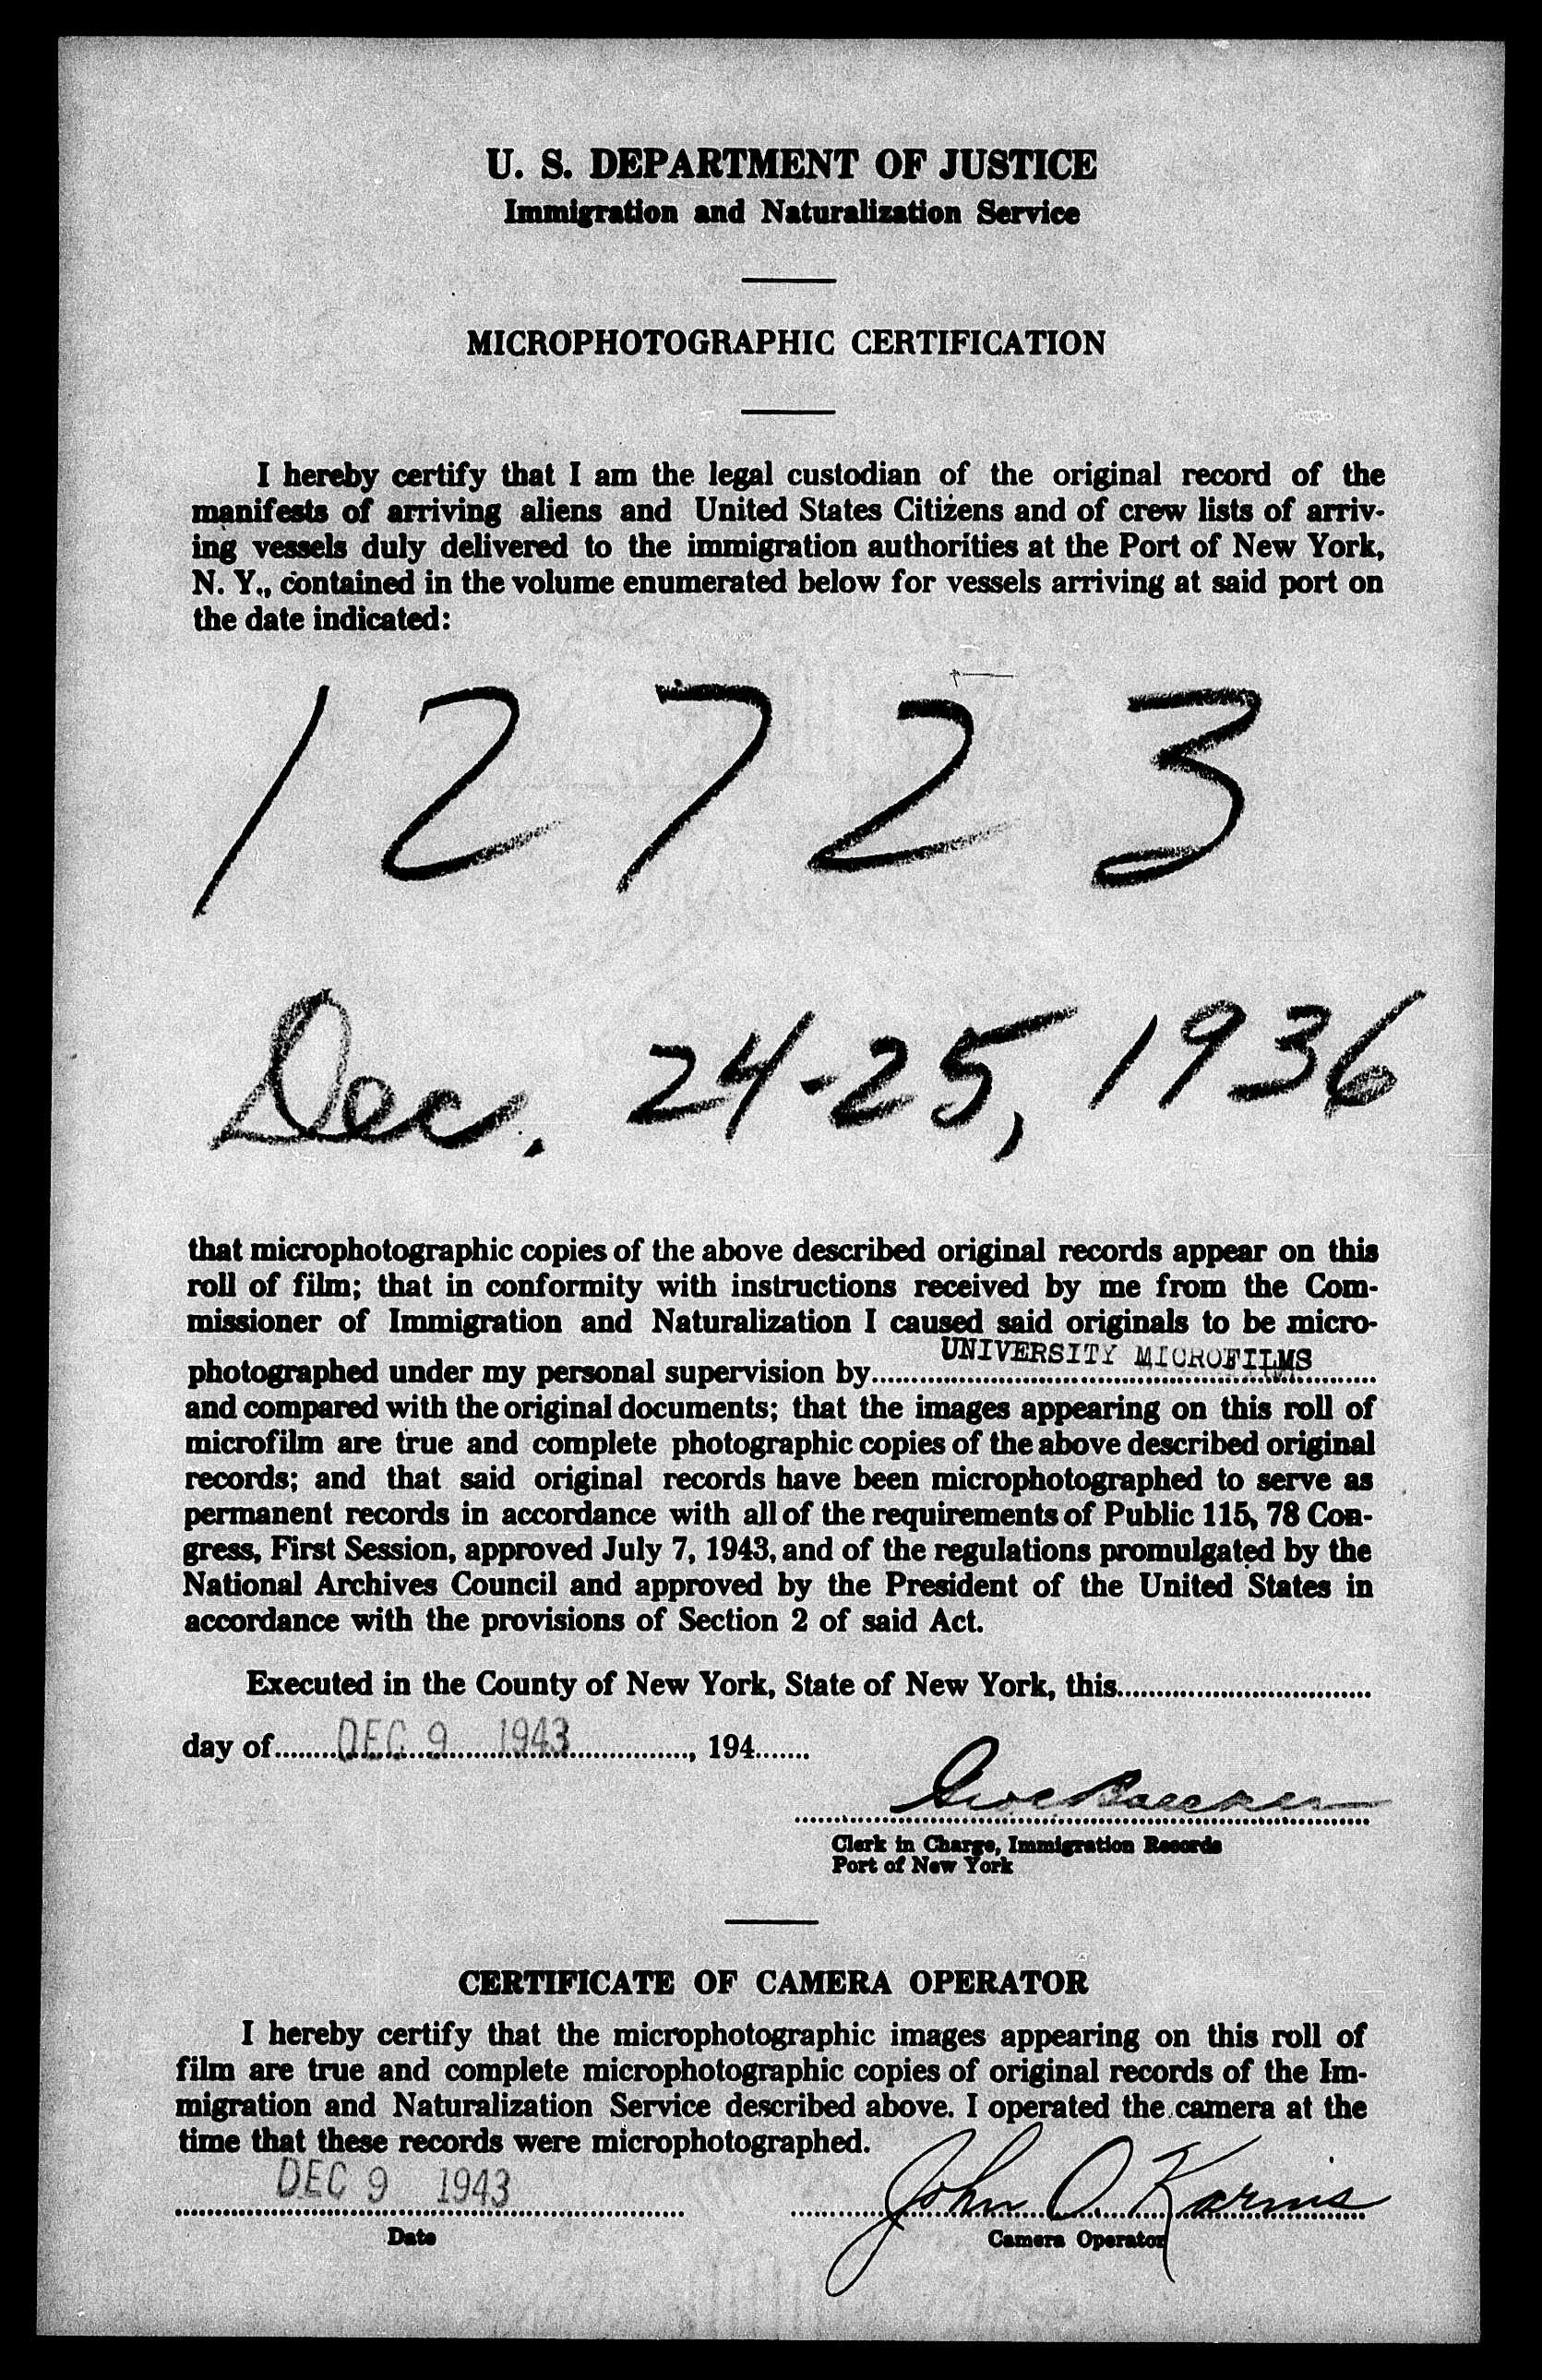 U. S. DEPARTMENT OF JUSTICE
Immigration and Naturalization Service
MICROPHOTOGRAPHIC CERTIFICATION
I hereby certify that I am the legal custodian of the original record of the
manifests of arriving aliens and United States Citizens and of crew lists of arriv-
ing vessels duly delivered to the immigration authorities at the Port of New York,
N. Y., contained in the volume enumerated below for vessels arriving at said port on
the date indicated:
12723
Dec. 24-25, 1936
that microphotographic copies of the above described original records appear on this
roll of film; that in conformity with instructions received by me from the Com-
missioner of Immigration and Naturalization I caused said originals to be micro-
photographed under my personal supervision by UNIVERSITY MICROFILMS
and compared with the original documents; that the images appearing on this roll of
microfilm are true and complete photographic copies of the above described original
records; and that said original records have been microphotographed to serve as
permanent records in accordance with all of the requirements of Public 115, 78 Con-
gress, First Session, approved July 7, 1943, and of the regulations promulgated by the
National Archives Council and approved by the President of the United States in
accordance with the provisions of Section 2 of said Act.
Executed in the County of New York, State of New York, this
day of DEC 9 1943, 194
Clerk in Charge, Immigration Records
Port of New York
CERTIFICATE OF CAMERA OPERATOR
I hereby certify that the microphotographic images appearing on this roll of
film are true and complete microphotographic copies of original records of the Im-
migration and Naturalization Service described above. I operated the camera at the
time that these records were microphotographed.
DEC 9 1943 John O. Karnis
Date Camera Operator